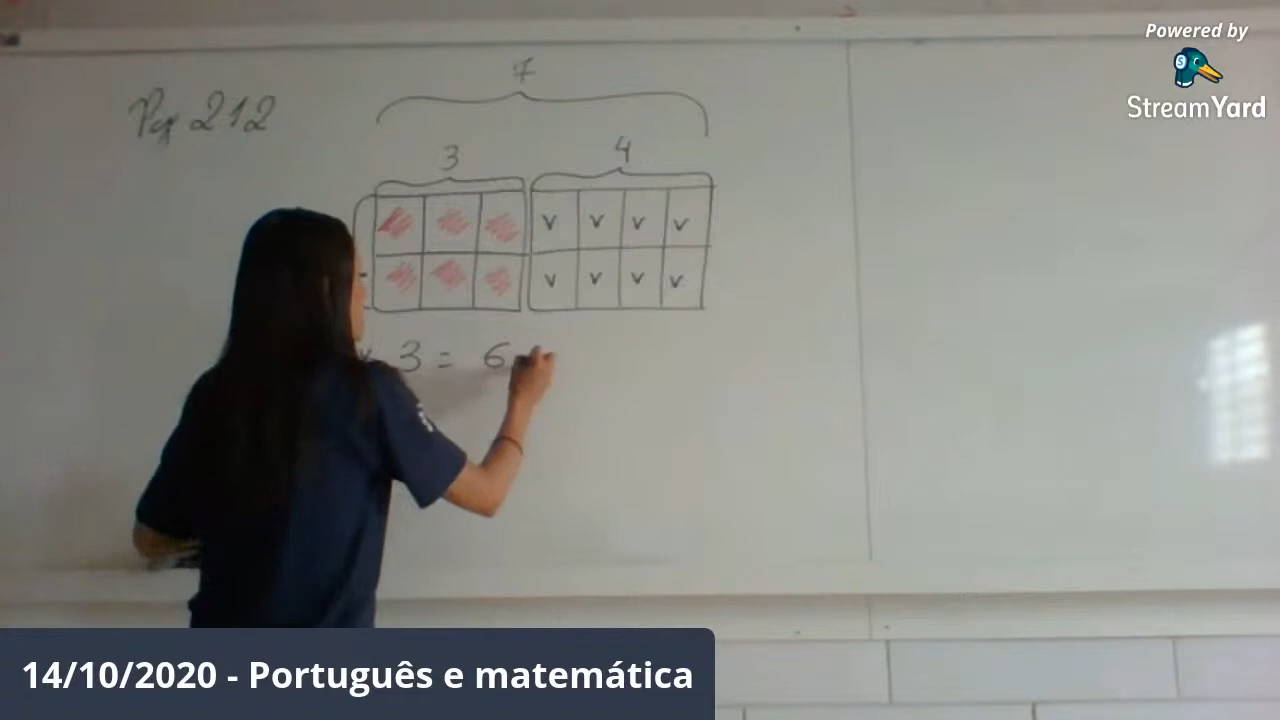 Powered by
StreamYard
7
Pg 212
3 4
v v v v
v v v v
x 3 = 6
14/10/2020 - Português e matemática